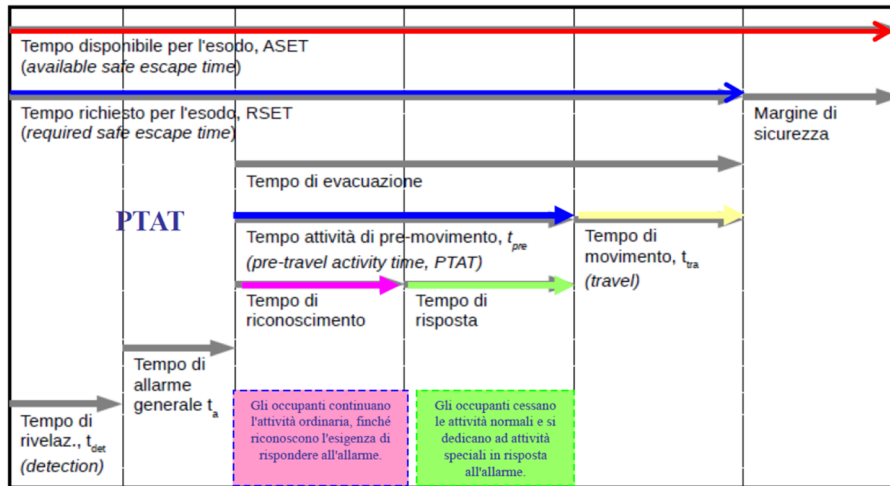 Tempo disponibile per l'esodo, ASET
(available safe escape time)
Tempo richiesto per l'esodo, RSET
(required safe escape time)
Margine di
sicurezza
Tempo di evacuazione
PTAT
Tempo attività di pre-movimento, tpre
(pre-travel activity time, PTAT)
Tempo di
movimento, ttra
(travel)
Tempo di
riconoscimento
Tempo di
risposta
Tempo di
allarme
generale ta
Gli occupanti continuano
l'attività ordinaria, finché
riconoscono l'esigenza di
rispondere all'allarme.
Gli occupanti cessano
le attività normali e si
dedicano ad attività
speciali in risposta
all'allarme.
Tempo di
rivelaz., tdet
(detection)